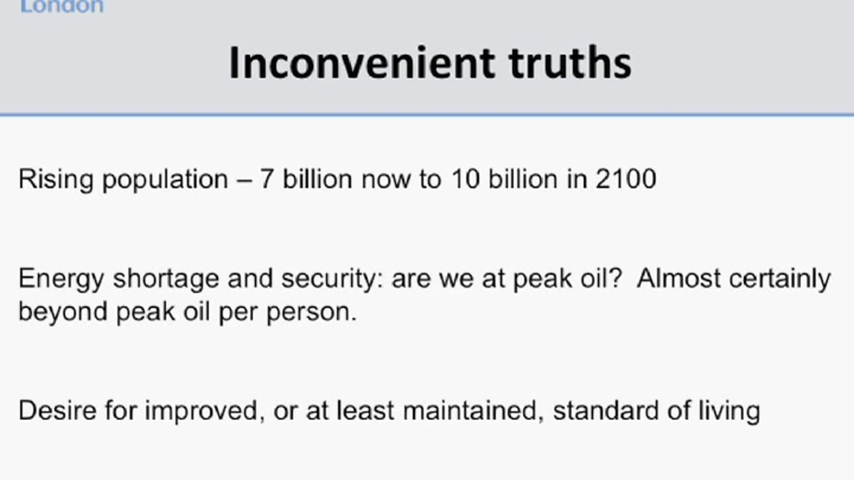 London
Inconvenient truths
Rising population – 7 billion now to 10 billion in 2100
Energy shortage and security: are we at peak oil?  Almost certainly
beyond peak oil per person.
Desire for improved, or at least maintained, standard of living